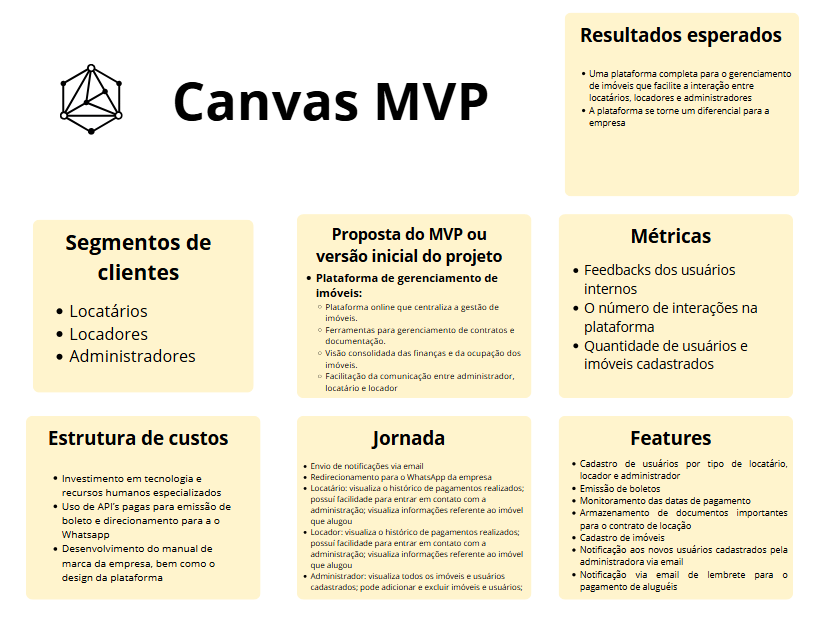 Canvas MVP
Resultados esperados
• Uma plataforma completa para o gerenciamento
de imóveis que facilite a interação entre
locatários, locadores e administradores
• A plataforma se torne um diferencial para a
empresa
Segmentos de
clientes
• Locatários
• Locadores
• Administradores
Proposta do MVP ou
versão inicial do projeto
• Plataforma de gerenciamento de
imóveis:
○ Plataforma online que centraliza a gestão de
imóveis.
○ Ferramentas para gerenciamento de contratos e
documentação.
○ Visão consolidada das finanças e da ocupação dos
imóveis.
○ Facilitação da comunicação entre administrador,
locatário e locador
Métricas
• Feedbacks dos usuários
internos
• O número de interações na
plataforma
• Quantidade de usuários e
imóveis cadastrados
Estrutura de custos
• Investimento em tecnologia e
recursos humanos especializados
• Uso de API's pagas para emissão de
boleto e direcionamento para a o
Whatsapp
• Desenvolvimento do manual de
marca da empresa, bem como o
design da plataforma
Jornada
• Envio de notificações via email
• Redirecionamento para o WhatsApp da empresa
• Locatário: visualiza o histórico de pagamentos realizados;
possuí facilidade para entrar em contato com a
administração; visualiza informações referente ao imóvel
que alugou
• Locador: visualiza o histórico de pagamentos realizados;
possuí facilidade para entrar em contato com a
administração; visualiza informações referente ao imóvel
que alugou
• Administrador: visualiza todos os imóveis e usuários
cadastrados; pode adicionar e excluir imóveis e usuários;
Features
• Cadastro de usuários por tipo de locatário,
locador e administrador
• Emissão de boletos
• Monitoramento das datas de pagamento
• Armazenamento de documentos importantes
para o contrato de locação
• Cadastro de imóveis
• Notificação aos novos usuários cadastrados pela
administradora via email
• Notificação via email de lembrete para o
pagamento de aluguéis